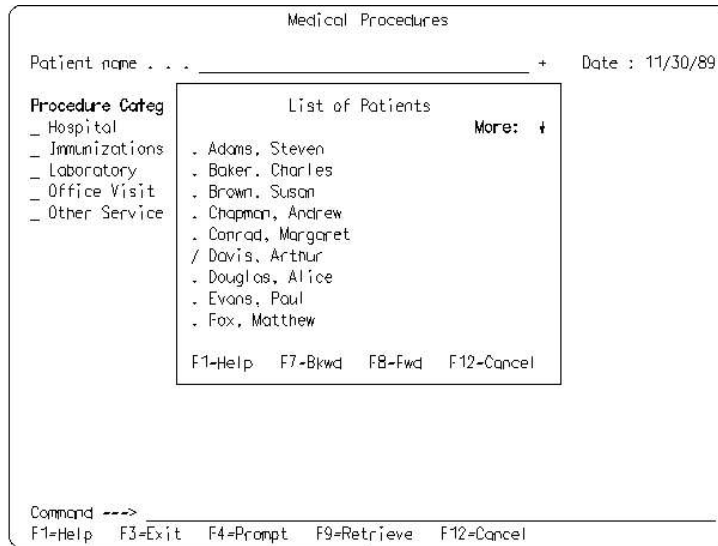 Medical Procedures
Patient name . . . ______________________________ + Date : 11/30/89
Procedure Categ
_ Hospital
_ Immunizations
_ Laboratory
_ Office Visit
_ Other Service
List of Patients
More: ↓
. Adams, Steven
. Baker, Charles
. Brown, Susan
. Chapman, Andrew
. Conrad, Margaret
/ Davis, Arthur
. Douglas, Alice
. Evans, Paul
. Fox, Matthew
F1=Help F7=Bkwd F8=Fwd F12=Cancel
Command ---> ______________________________
F1=Help F3=Exit F4=Prompt F9=Retrieve F12=Cancel